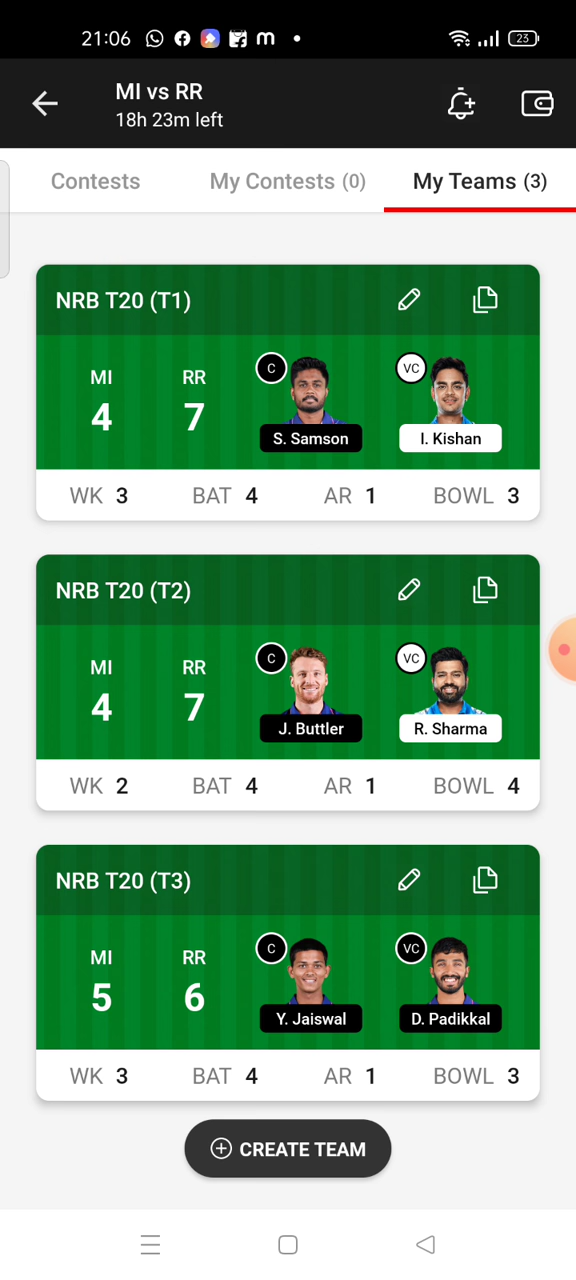 21:06 m 23
MI vs RR
18h 23m left
Contests My Contests (0) My Teams (3)
NRB T20 (T1)
MI RR C VC
4 7
S. Samson I. Kishan
WK 3 BAT 4 AR 1 BOWL 3
NRB T20 (T2)
MI RR C VC
4 7
J. Buttler R. Sharma
WK 2 BAT 4 AR 1 BOWL 4
NRB T20 (T3)
MI RR C VC
5 6
Y. Jaiswal D. Padikkal
WK 3 BAT 4 AR 1 BOWL 3
CREATE TEAM